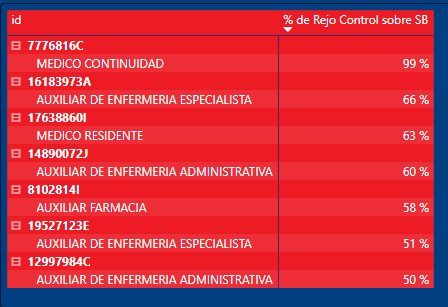 id % de Rejo Control sobre SB
7776816C
MEDICO CONTINUIDAD 99 %
16183973A
AUXILIAR DE ENFERMERIA ESPECIALISTA 66 %
17638860I
MEDICO RESIDENTE 63 %
14890072J
AUXILIAR DE ENFERMERIA ADMINISTRATIVA 60 %
8102814I
AUXILIAR FARMACIA 58 %
19527123E
AUXILIAR DE ENFERMERIA ESPECIALISTA 51 %
12997984C
AUXILIAR DE ENFERMERIA ADMINISTRATIVA 50 %